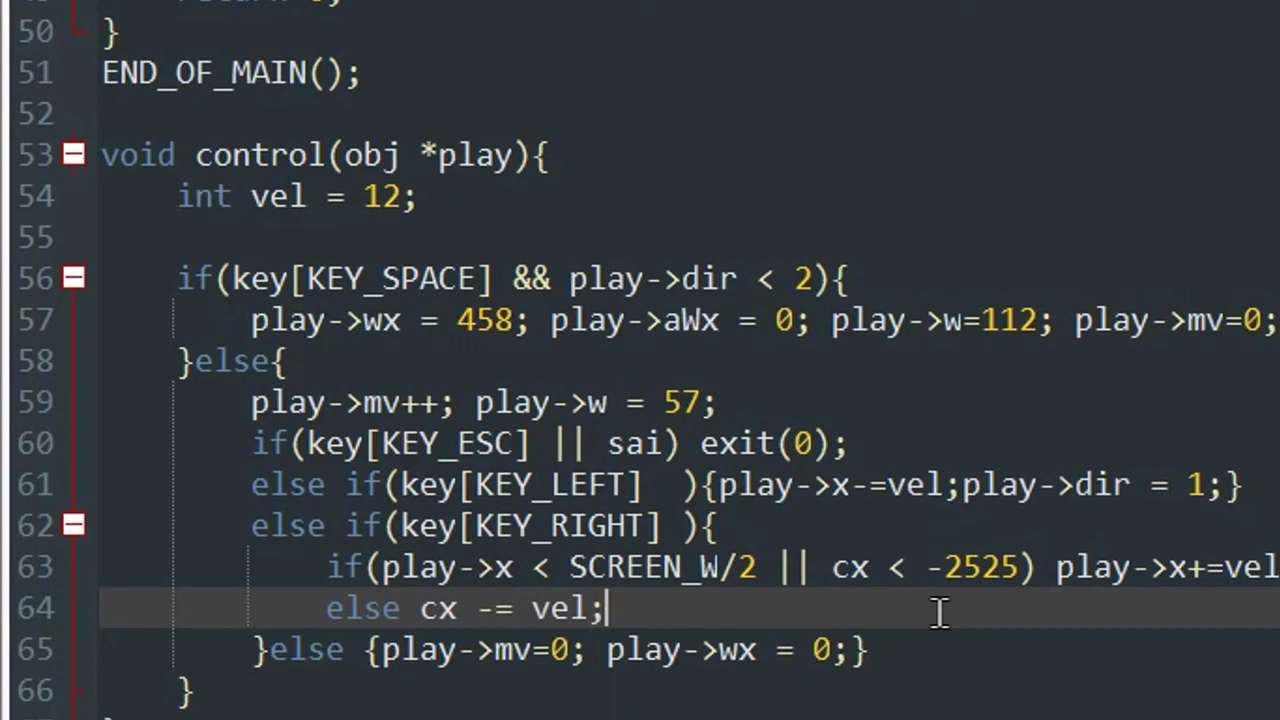 50 }
51 END_OF_MAIN();
52
53 void control(obj *play){
54 int vel = 12;
55
56 if(key[KEY_SPACE] && play->dir < 2){
57 play->wx = 458; play->aWx = 0; play->w=112; play->mv=0;
58 }else{
59 play->mv++; play->w = 57;
60 if(key[KEY_ESC] || sai) exit(0);
61 else if(key[KEY_LEFT]  ){play->x-=vel;play->dir = 1;}
62 else if(key[KEY_RIGHT] ){
63 if(play->x < SCREEN_W/2 || cx < -2525) play->x+=vel
64 else cx -= vel;
65 }else {play->mv=0; play->wx = 0;}
66 }